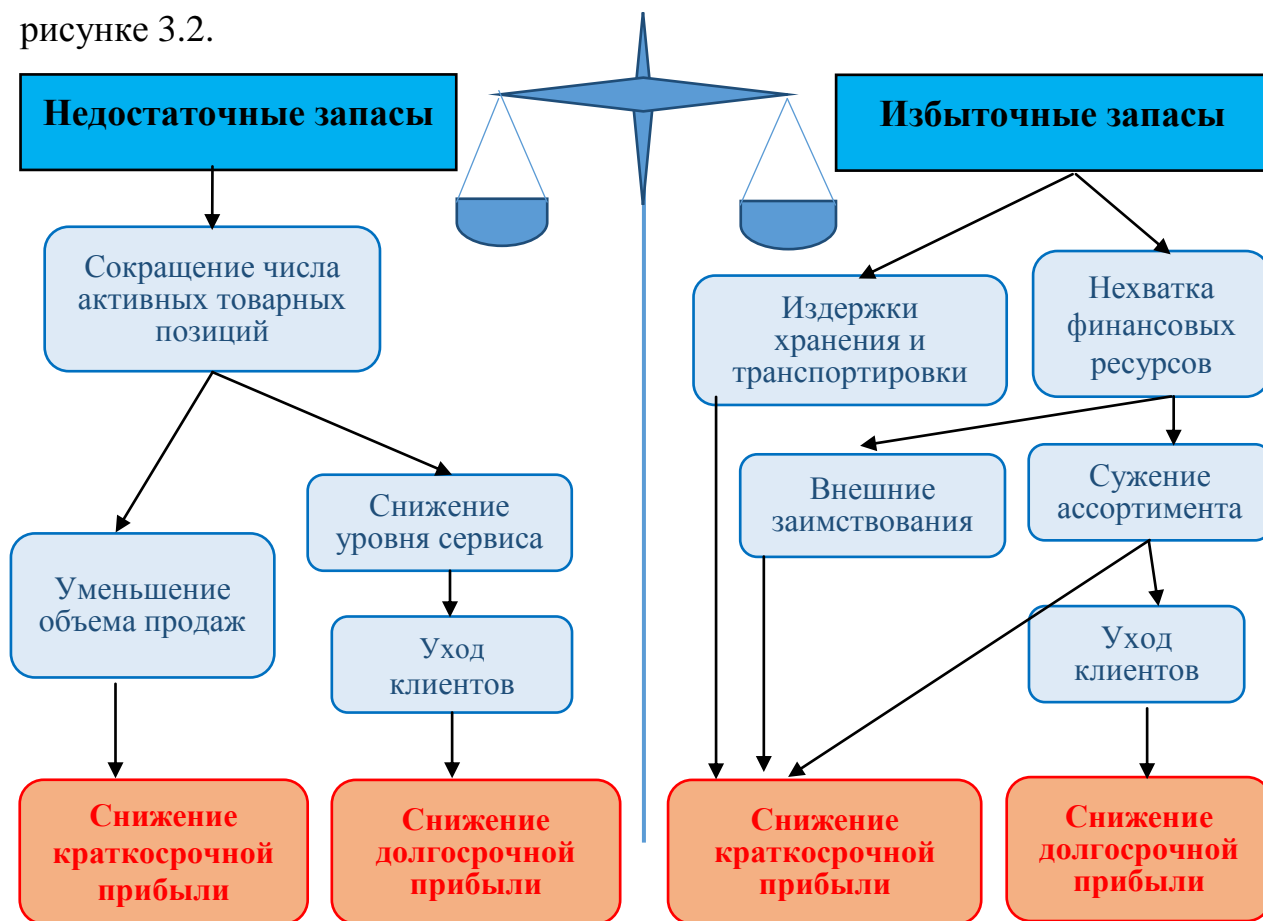 рисунке 3.2.
Недостаточные запасы
Сокращение числа
активных товарных
позиций
Снижение
уровня сервиса
Уменьшение
объема продаж
Уход
клиентов
Снижение
краткосрочной
прибыли
Снижение
долгосрочной
прибыли
Избыточные запасы
Издержки
хранения и
транспортировки
Нехватка
финансовых
ресурсов
Внешние
заимствования
Сужение
ассортимента
Уход
клиентов
Снижение
краткосрочной
прибыли
Снижение
долгосрочной
прибыли